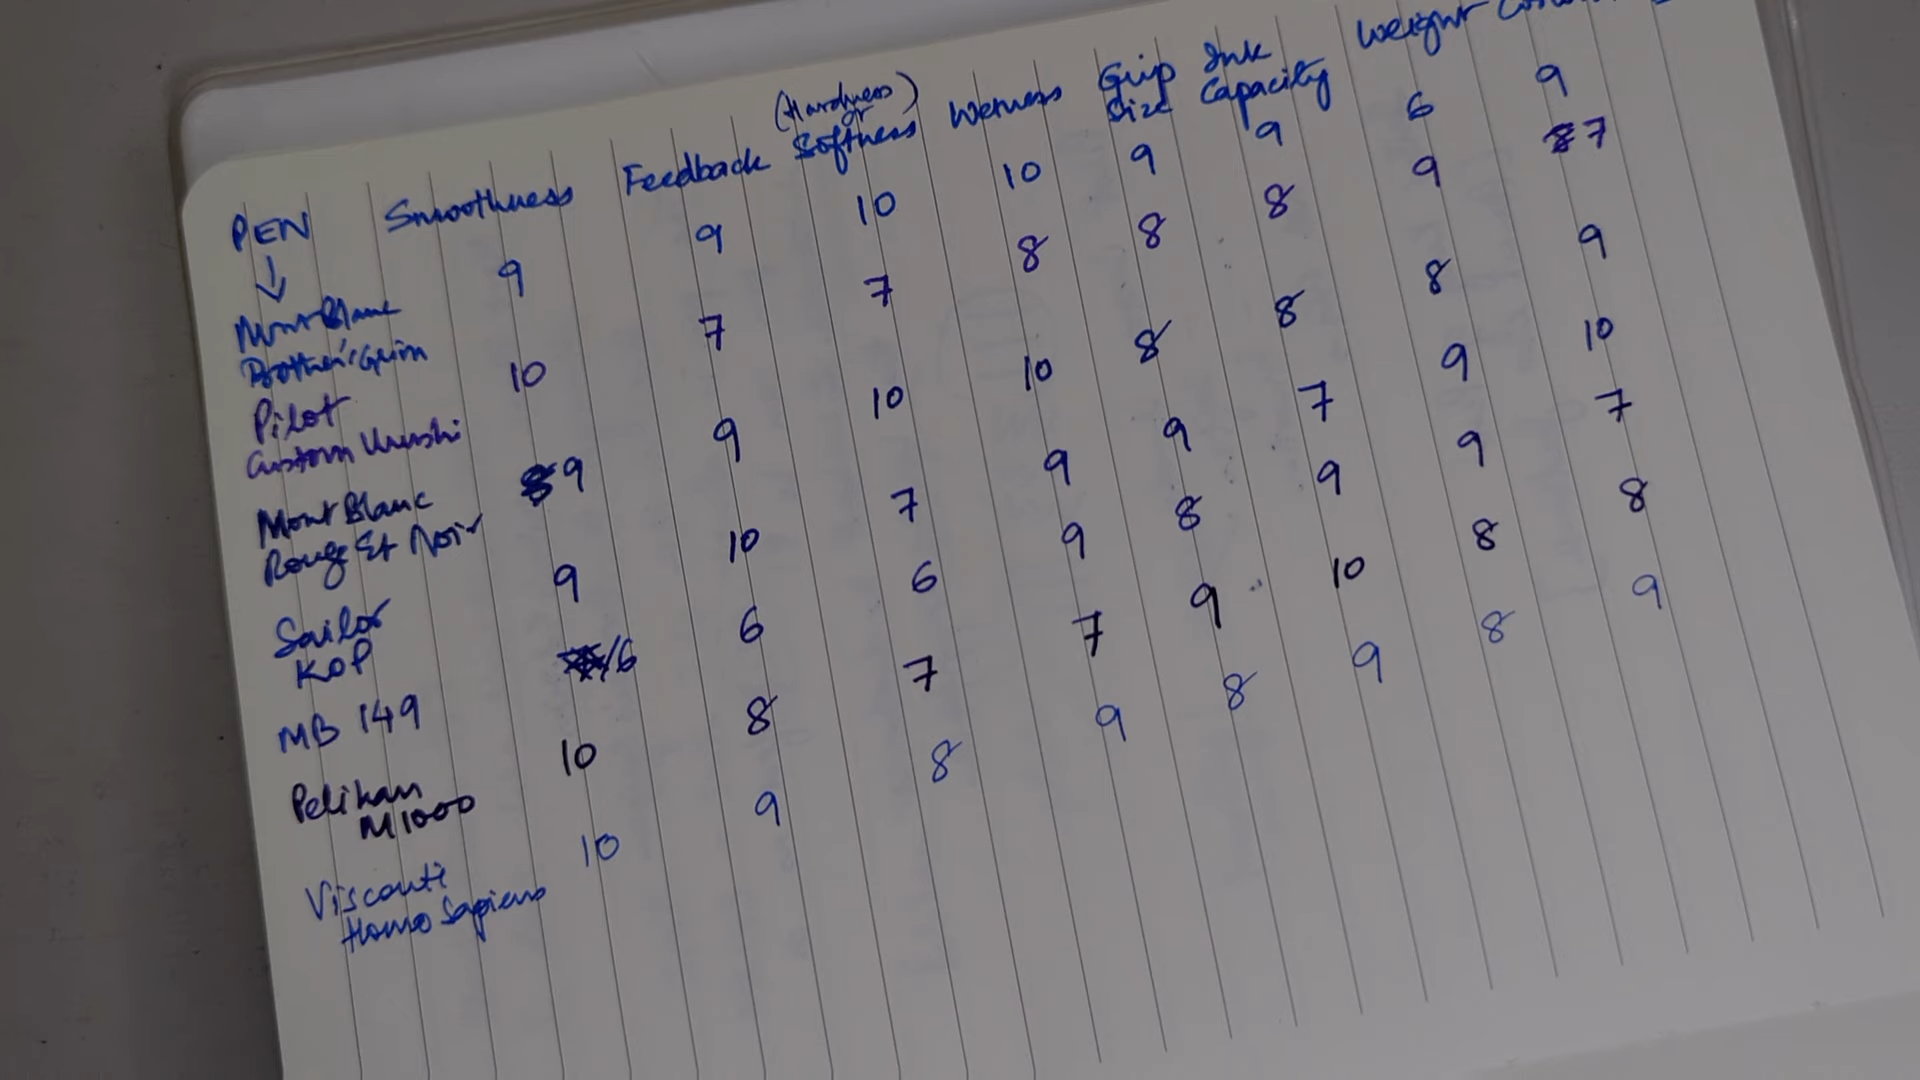 PEN Smoothness Feedback (Hardness) or Softness Wetness Grip Size Ink Capacity Weight
↓
Mont Blanc 9 9 10 10 9 9 6 9
Brother's Grim
Pilot 10 7 7 8 8 8 9 7
Custom Urushi
Mont Blanc 9 9 10 10 8 8 8 9
Rouge Et Noir
Sailor 9 10 7 9 9 7 9 10
KOP
MB 149 6 6 6 9 8 9 9 7
Pelikan 10 8 7 7 9 10 8 8
M1000
Visconti 10 9 8 9 8 9 8 9
Homo Sapiens